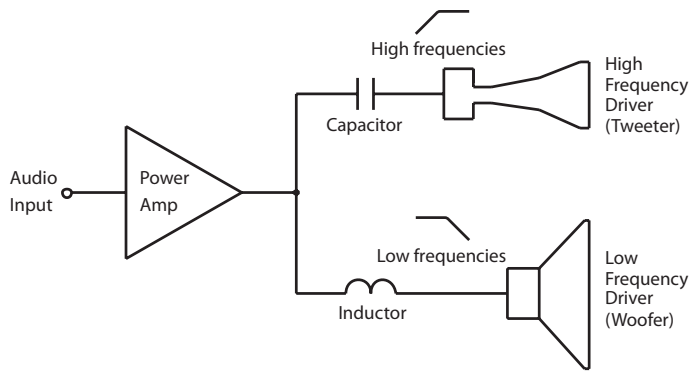 High frequencies
High
Frequency
Driver
(Tweeter)
Capacitor
Audio
Input
Power
Amp
Low frequencies
Low
Frequency
Driver
(Woofer)
Inductor